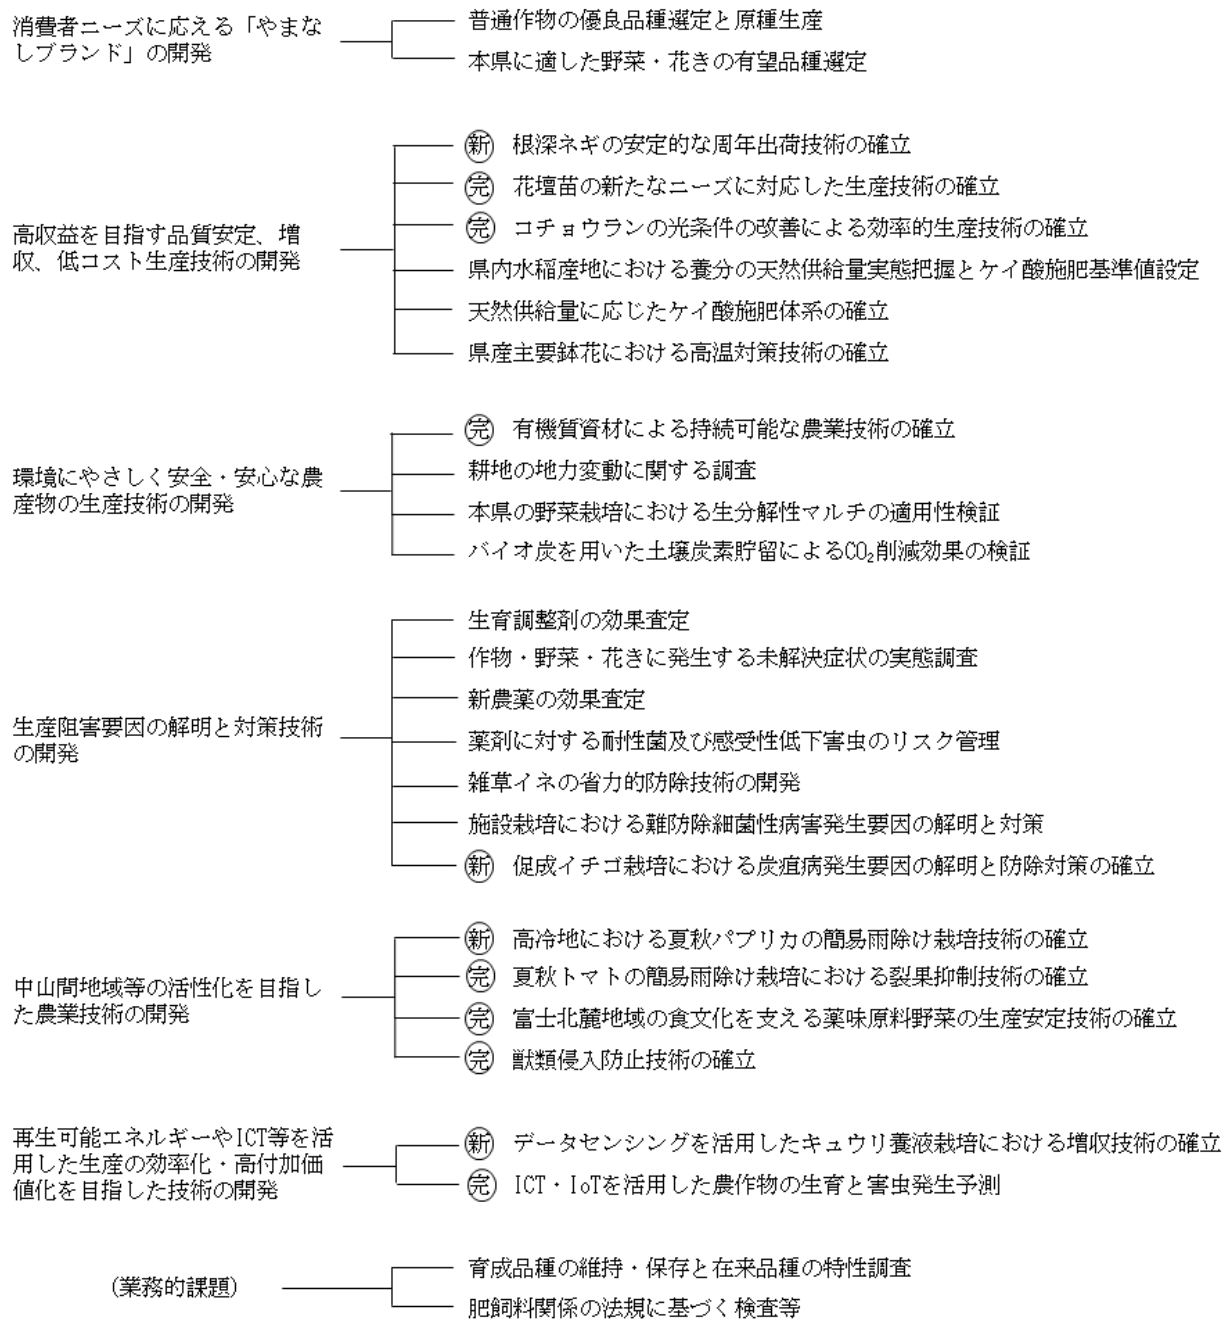 消費者ニーズに応える「やまな
しブランド」の開発
普通作物の優良品種選定と原種生産
本県に適した野菜・花きの有望品種選定
高収益を目指す品質安定、増
収、低コスト生産技術の開発
新 根深ネギの安定的な周年出荷技術の確立
完 花壇苗の新たなニーズに対応した生産技術の確立
完 コチョウランの光条件の改善による効率的生産技術の確立
県内水稲産地における養分の天然供給量実態把握とケイ酸施肥基準値設定
天然供給量に応じたケイ酸施肥体系の確立
県産主要鉢花における高温対策技術の確立
環境にやさしく安全・安心な農
産物の生産技術の開発
完 有機質資材による持続可能な農業技術の確立
耕地の地力変動に関する調査
本県の野菜栽培における生分解性マルチの適用性検証
バイオ炭を用いた土壌炭素貯留によるCO₂削減効果の検証
生産阻害要因の解明と対策技術
の開発
生育調整剤の効果査定
作物・野菜・花きに発生する未解決症状の実態調査
新農薬の効果査定
薬剤に対する耐性菌及び感受性低下害虫のリスク管理
雑草イネの省力的防除技術の開発
施設栽培における難防除細菌性病害発生要因の解明と対策
新 促成イチゴ栽培における炭疽病発生要因の解明と防除対策の確立
中山間地域等の活性化を目指し
た農業技術の開発
新 高冷地における夏秋パプリカの簡易雨除け栽培技術の確立
完 夏秋トマトの簡易雨除け栽培における裂果抑制技術の確立
完 富士北麓地域の食文化を支える薬味原料野菜の生産安定技術の確立
完 獣類侵入防止技術の確立
再生可能エネルギーやICT等を活
用した生産の効率化・高付加価
値化を目指した技術の開発
新 データセンシングを活用したキュウリ養液栽培における増収技術の確立
完 ICT・IoTを活用した農作物の生育と害虫発生予測
(業務的課題)
育成品種の維持・保存と在来品種の特性調査
肥飼料関係の法規に基づく検査等